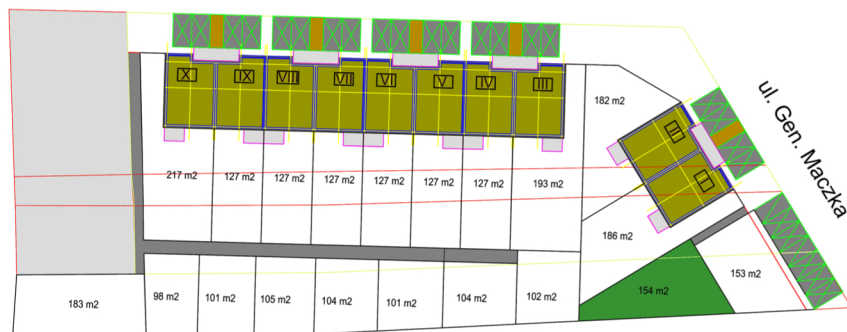 X IX VIII VII VI V IV III
182 m2
II
I
ul. Gen. Maczka
217 m2 127 m2 127 m2 127 m2 127 m2 127 m2 127 m2 193 m2
186 m2
183 m2 98 m2 101 m2 105 m2 104 m2 101 m2 104 m2 102 m2 154 m2 153 m2